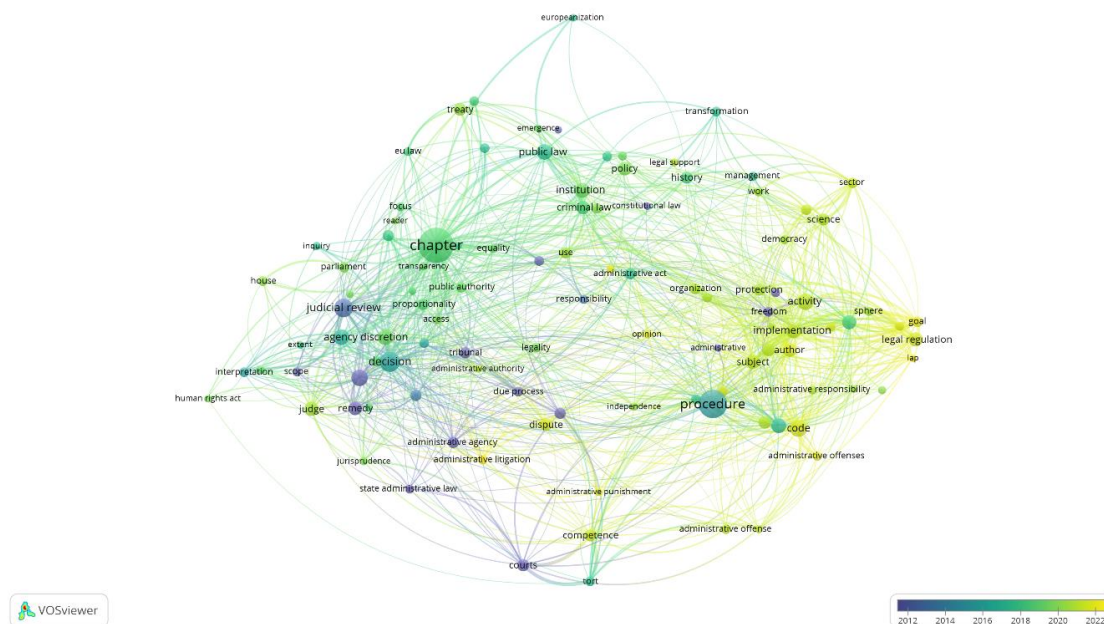 europeanization
treaty
transformation
emergence
public law
eu law
legal support
policy
history
management
sector
institution
work
focus
criminal law
constitutional law
reader
science
chapter
equality
democracy
inquiry
use
transparency
parliament
administrative act
house
public authority
organization
protection
judicial review
proportionality
responsibility
activity
freedom
sphere
access
goal
agency discretion
opinion
implementation
legal regulation
extent
legality
administrative
author
tribunal
decision
subject
lap
interpretation
scope
administrative authority
due process
administrative responsibility
human rights act
judge
remedy
independence
procedure
dispute
code
administrative agency
administrative offenses
jurisprudence
administrative litigation
state administrative law
administrative punishment
administrative offense
competence
courts
tort
VOSviewer
2012 2014 2016 2018 2020 2022